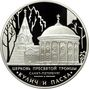 ЦЕРКОВЬ ПРЕСВЯТОЙ ТРОИЦЫ
САНКТ-ПЕТЕРБУРГ
"КУЛИЧ И ПАСХА"